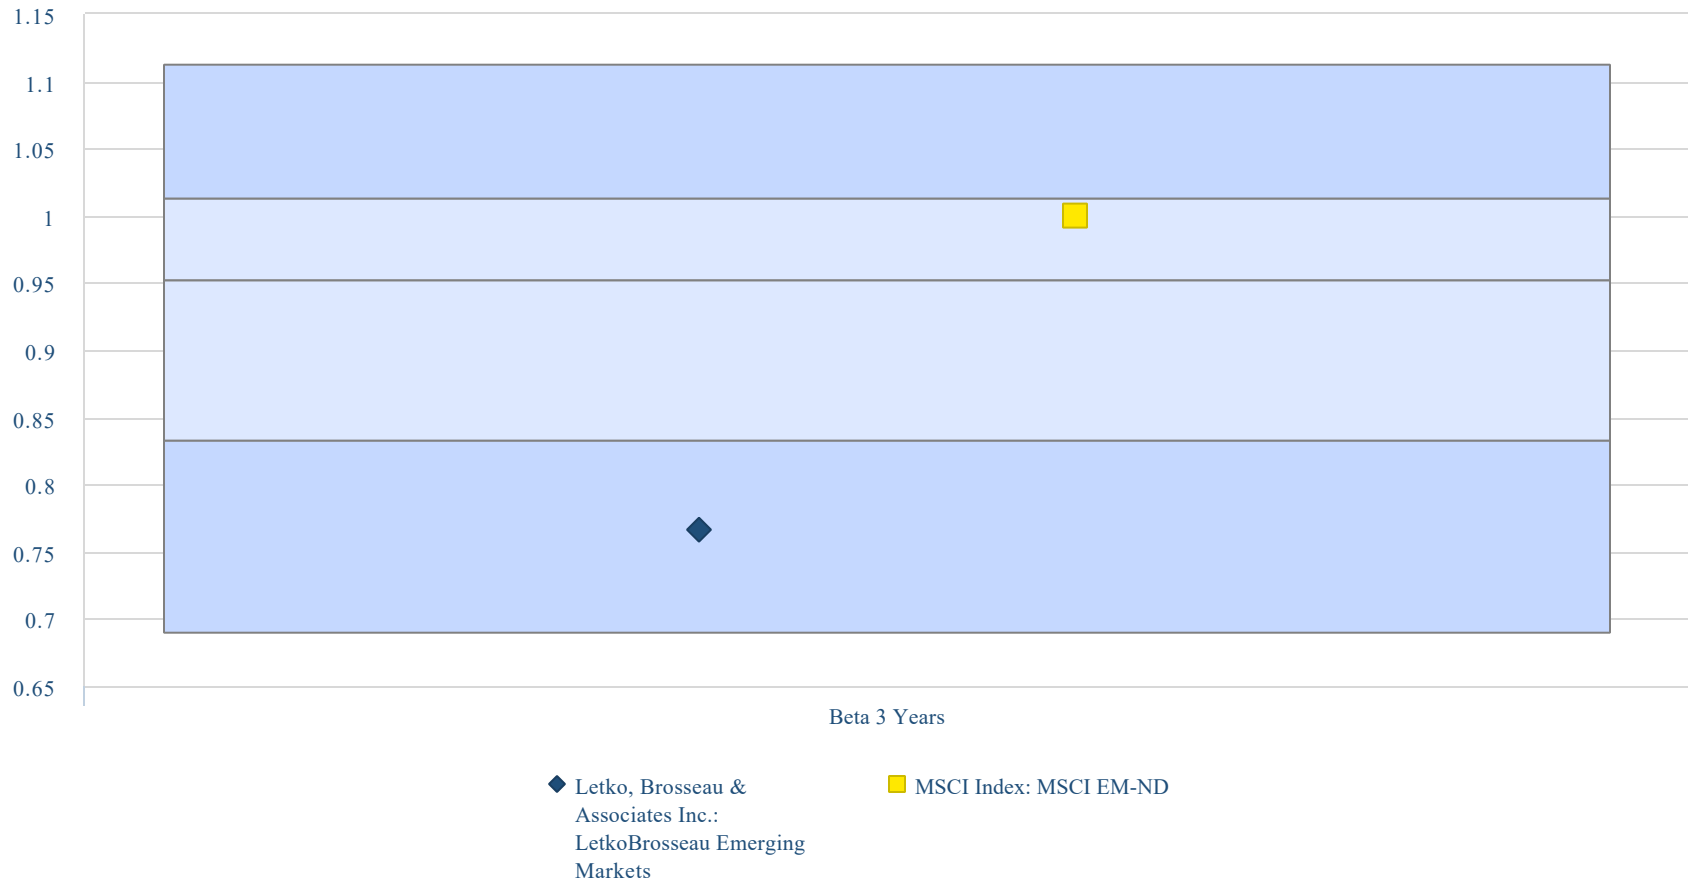 1.15
1.1
1.05
1
0.95
0.9
0.85
0.8
0.75
0.7
0.65
Beta 3 Years
Letko, Brosseau &
Associates Inc.:
LetkoBrosseau Emerging
Markets
MSCI Index: MSCI EM-ND